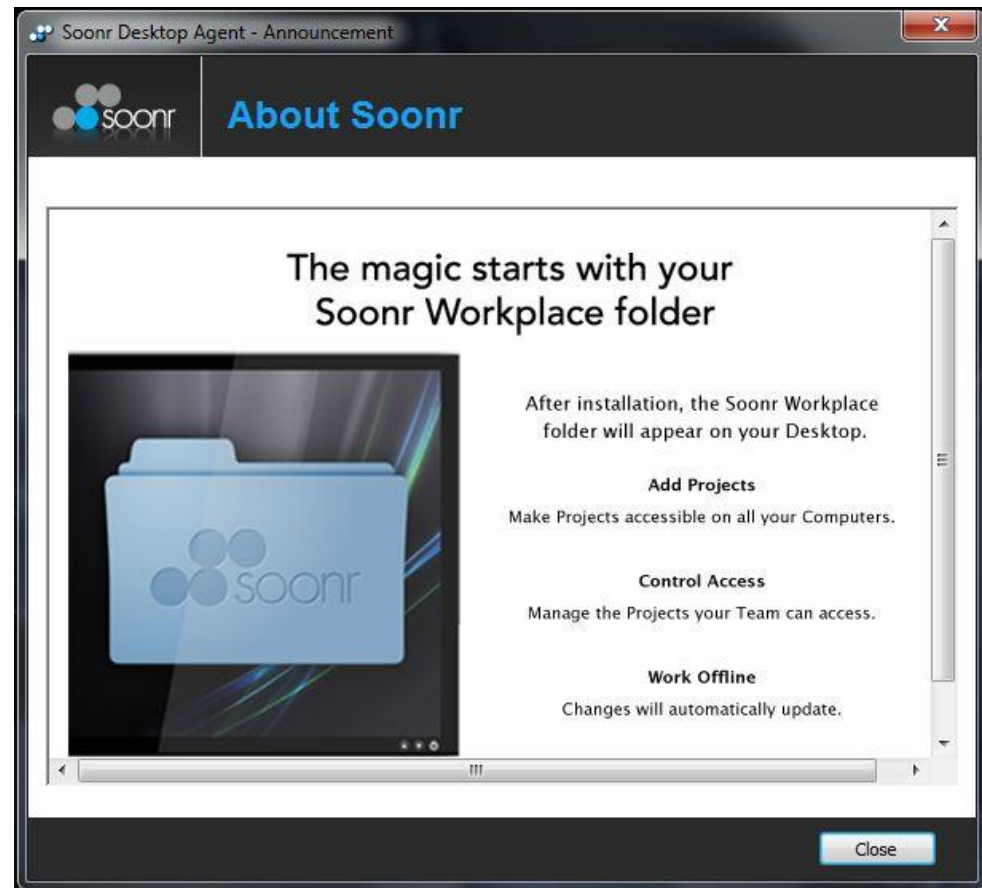 Soonr Desktop Agent - Announcement
soonr
About Soonr
The magic starts with your
Soonr Workplace folder
After installation, the Soonr Workplace
folder will appear on your Desktop.
Add Projects
Make Projects accessible on all your Computers.
soonr
Control Access
Manage the Projects your Team can access.
Work Offline
Changes will automatically update.
Close